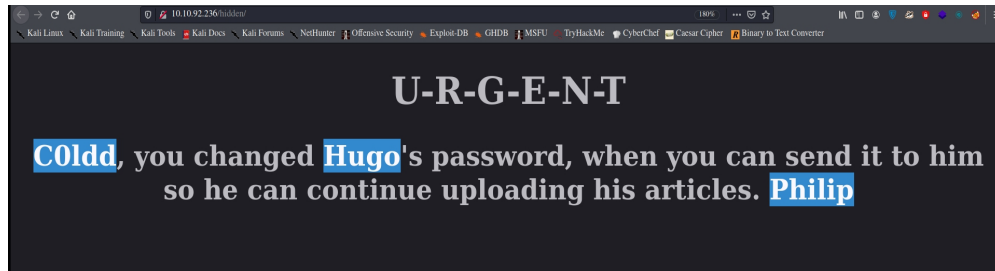 10.10.92.236/hidden/
180%
Kali Linux Kali Training Kali Tools Kali Docs Kali Forums NetHunter Offensive Security Exploit-DB GHDB MSFU TryHackMe CyberChef Caesar Cipher Binary to Text Converter
U-R-G-E-N-T
C0ldd, you changed Hugo's password, when you can send it to him
so he can continue uploading his articles. Philip